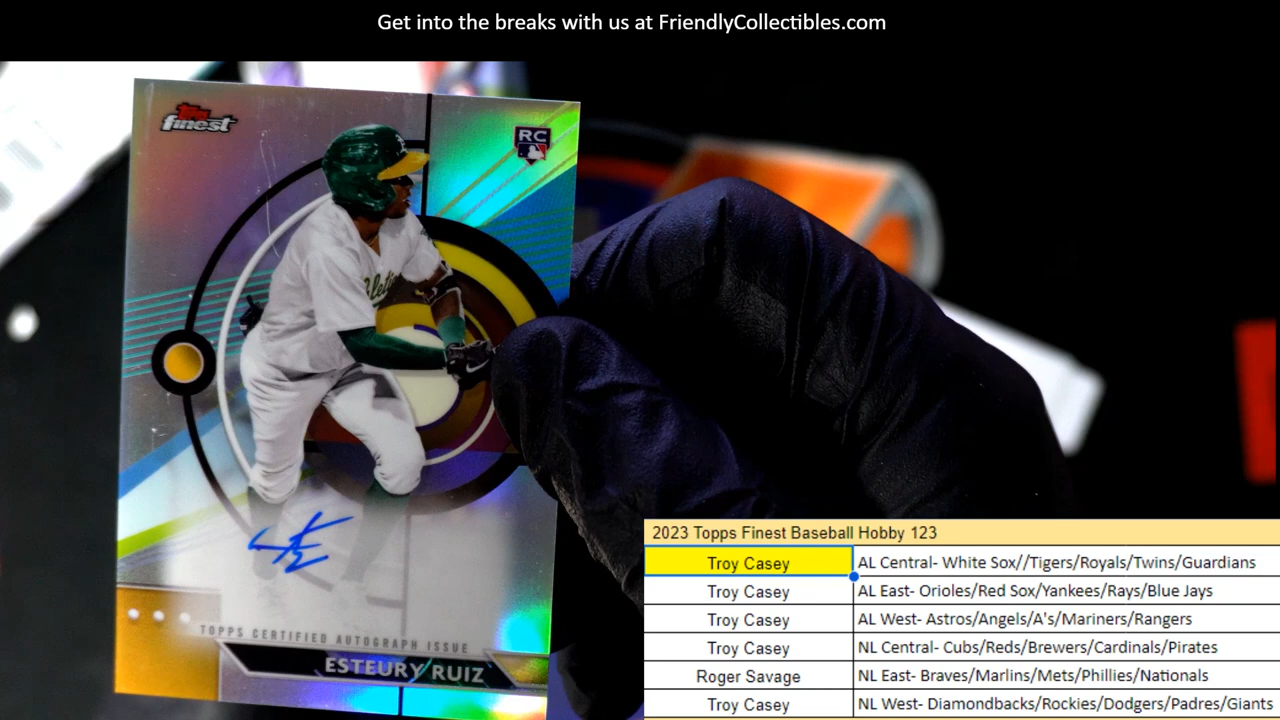 Get into the breaks with us at FriendlyCollectibles.com
Topps
finest
RC
TOPPS CERTIFIED AUTOGRAPH ISSUE
ESTEURY RUIZ
2023 Topps Finest Baseball Hobby 123
Troy Casey AL Central- White Sox//Tigers/Royals/Twins/Guardians
Troy Casey AL East- Orioles/Red Sox/Yankees/Rays/Blue Jays
Troy Casey AL West- Astros/Angels/A's/Mariners/Rangers
Troy Casey NL Central- Cubs/Reds/Brewers/Cardinals/Pirates
Roger Savage NL East- Braves/Marlins/Mets/Phillies/Nationals
Troy Casey NL West- Diamondbacks/Rockies/Dodgers/Padres/Giants